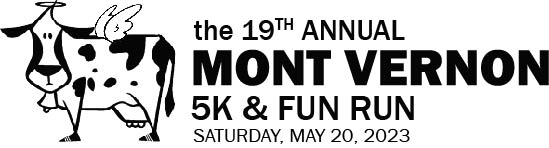 the 19TH ANNUAL
MONT VERNON
5K & FUN RUN
SATURDAY, MAY 20, 2023